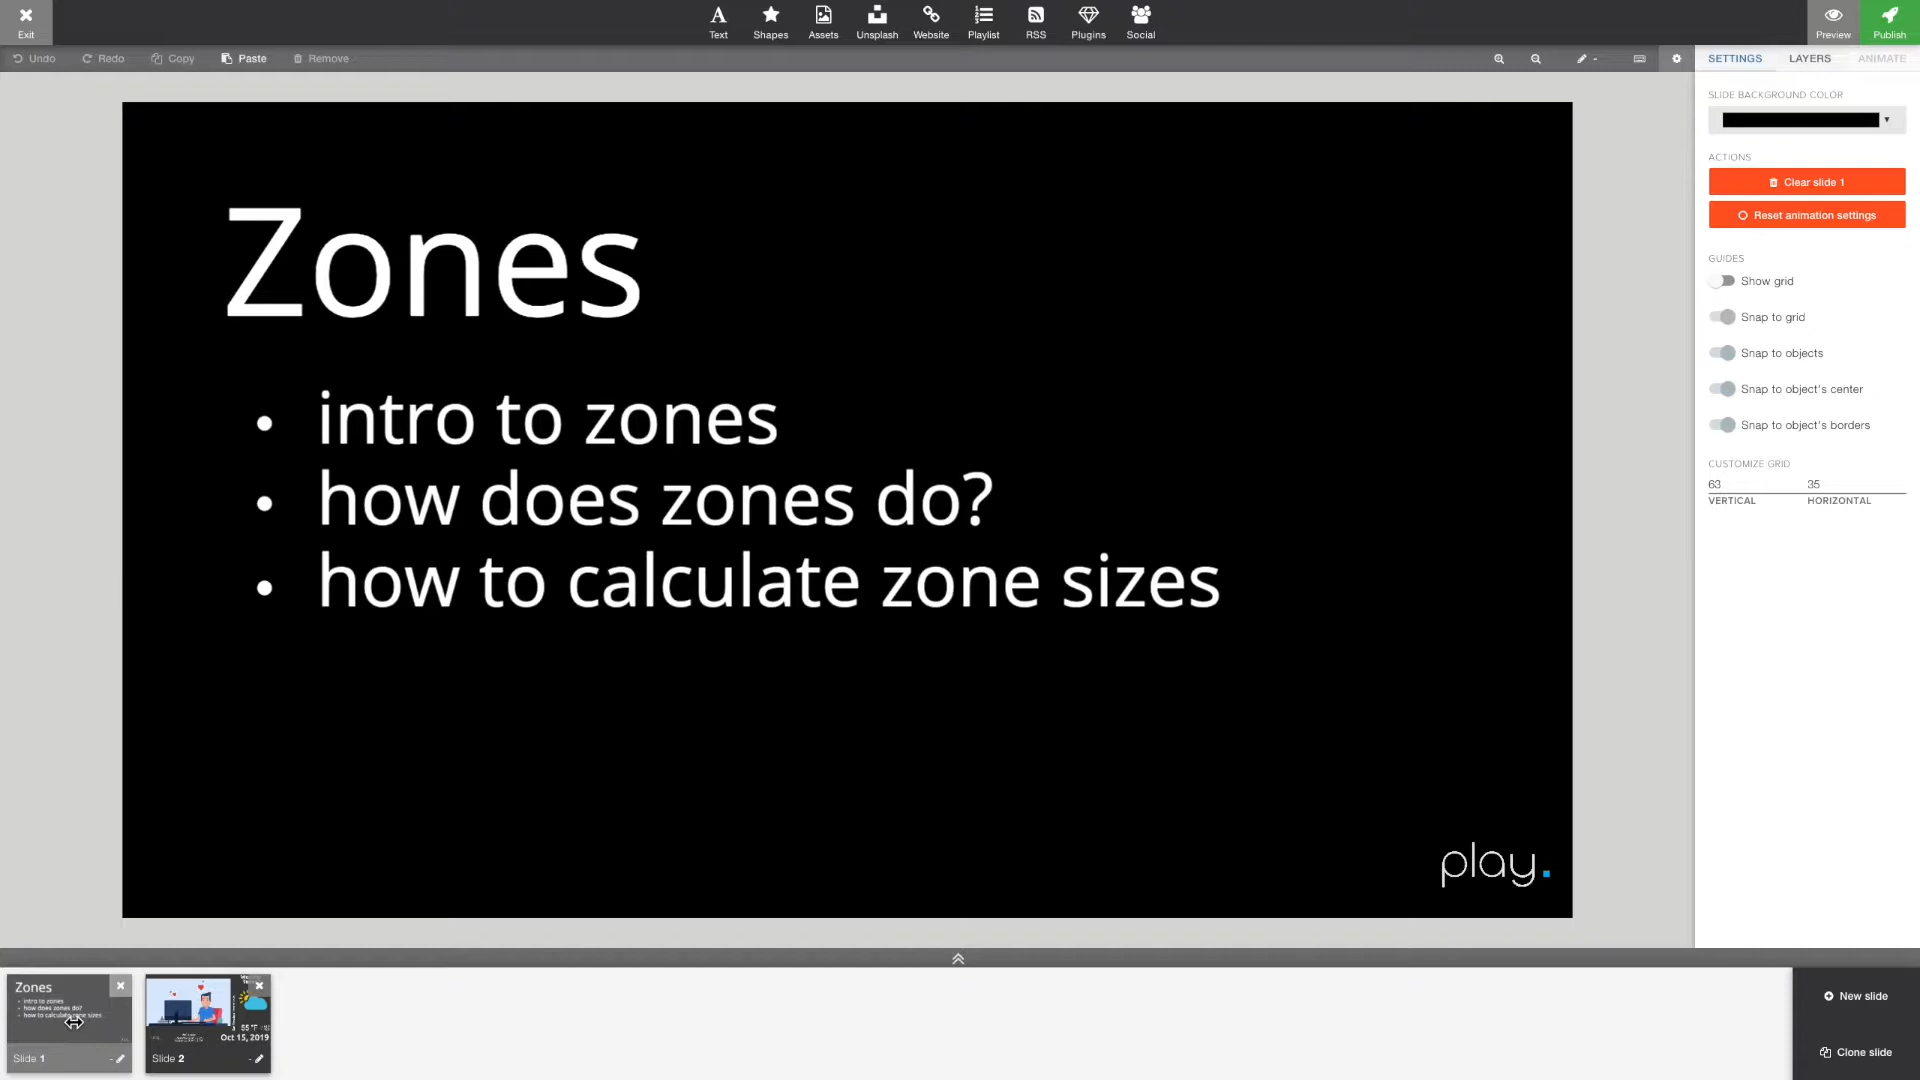 Exit
Text
Shapes
Assets
Unsplash
Website
Playlist
RSS
Plugins
Social
Preview
Publish
Undo
Redo
Copy
Paste
Remove
SETTINGS
LAYERS
ANIMATE
SLIDE BACKGROUND COLOR
ACTIONS
Clear slide 1
Reset animation settings
GUIDES
Show grid
Snap to grid
Snap to objects
Snap to object's center
Snap to object's borders
CUSTOMIZE GRID
63 35
VERTICAL HORIZONTAL
Zones
• intro to zones
• how does zones do?
• how to calculate zone sizes
play.
Zones
• intro to zones
• how does zones do?
• how to calculate zone sizes
Slide 1
55 °F
Oct 15, 2019
Slide 2
New slide
Clone slide